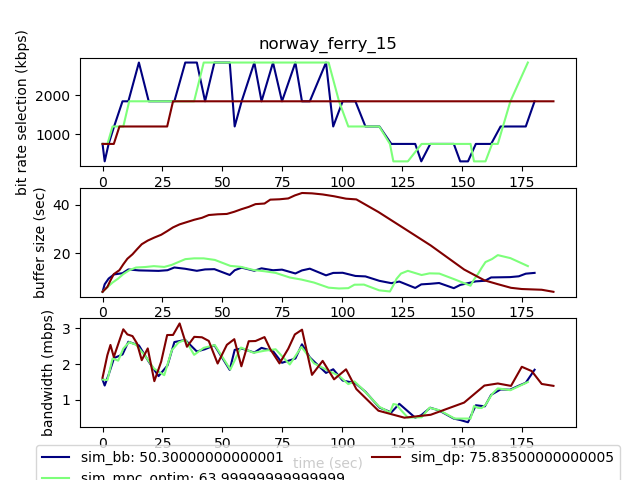 norway_ferry_15
bit rate selection (kbps)
2000
1000
0 25 50 75 100 125 150 175
buffer size (sec)
40
20
0 25 50 75 100 125 150 175
bandwidth (mbps)
3
2
1
0 25 50 75 100 125 150 175
time (sec)
sim_bb: 50.30000000000001 sim_dp: 75.83500000000005
sim_mpc_optim: 63.99999999999999